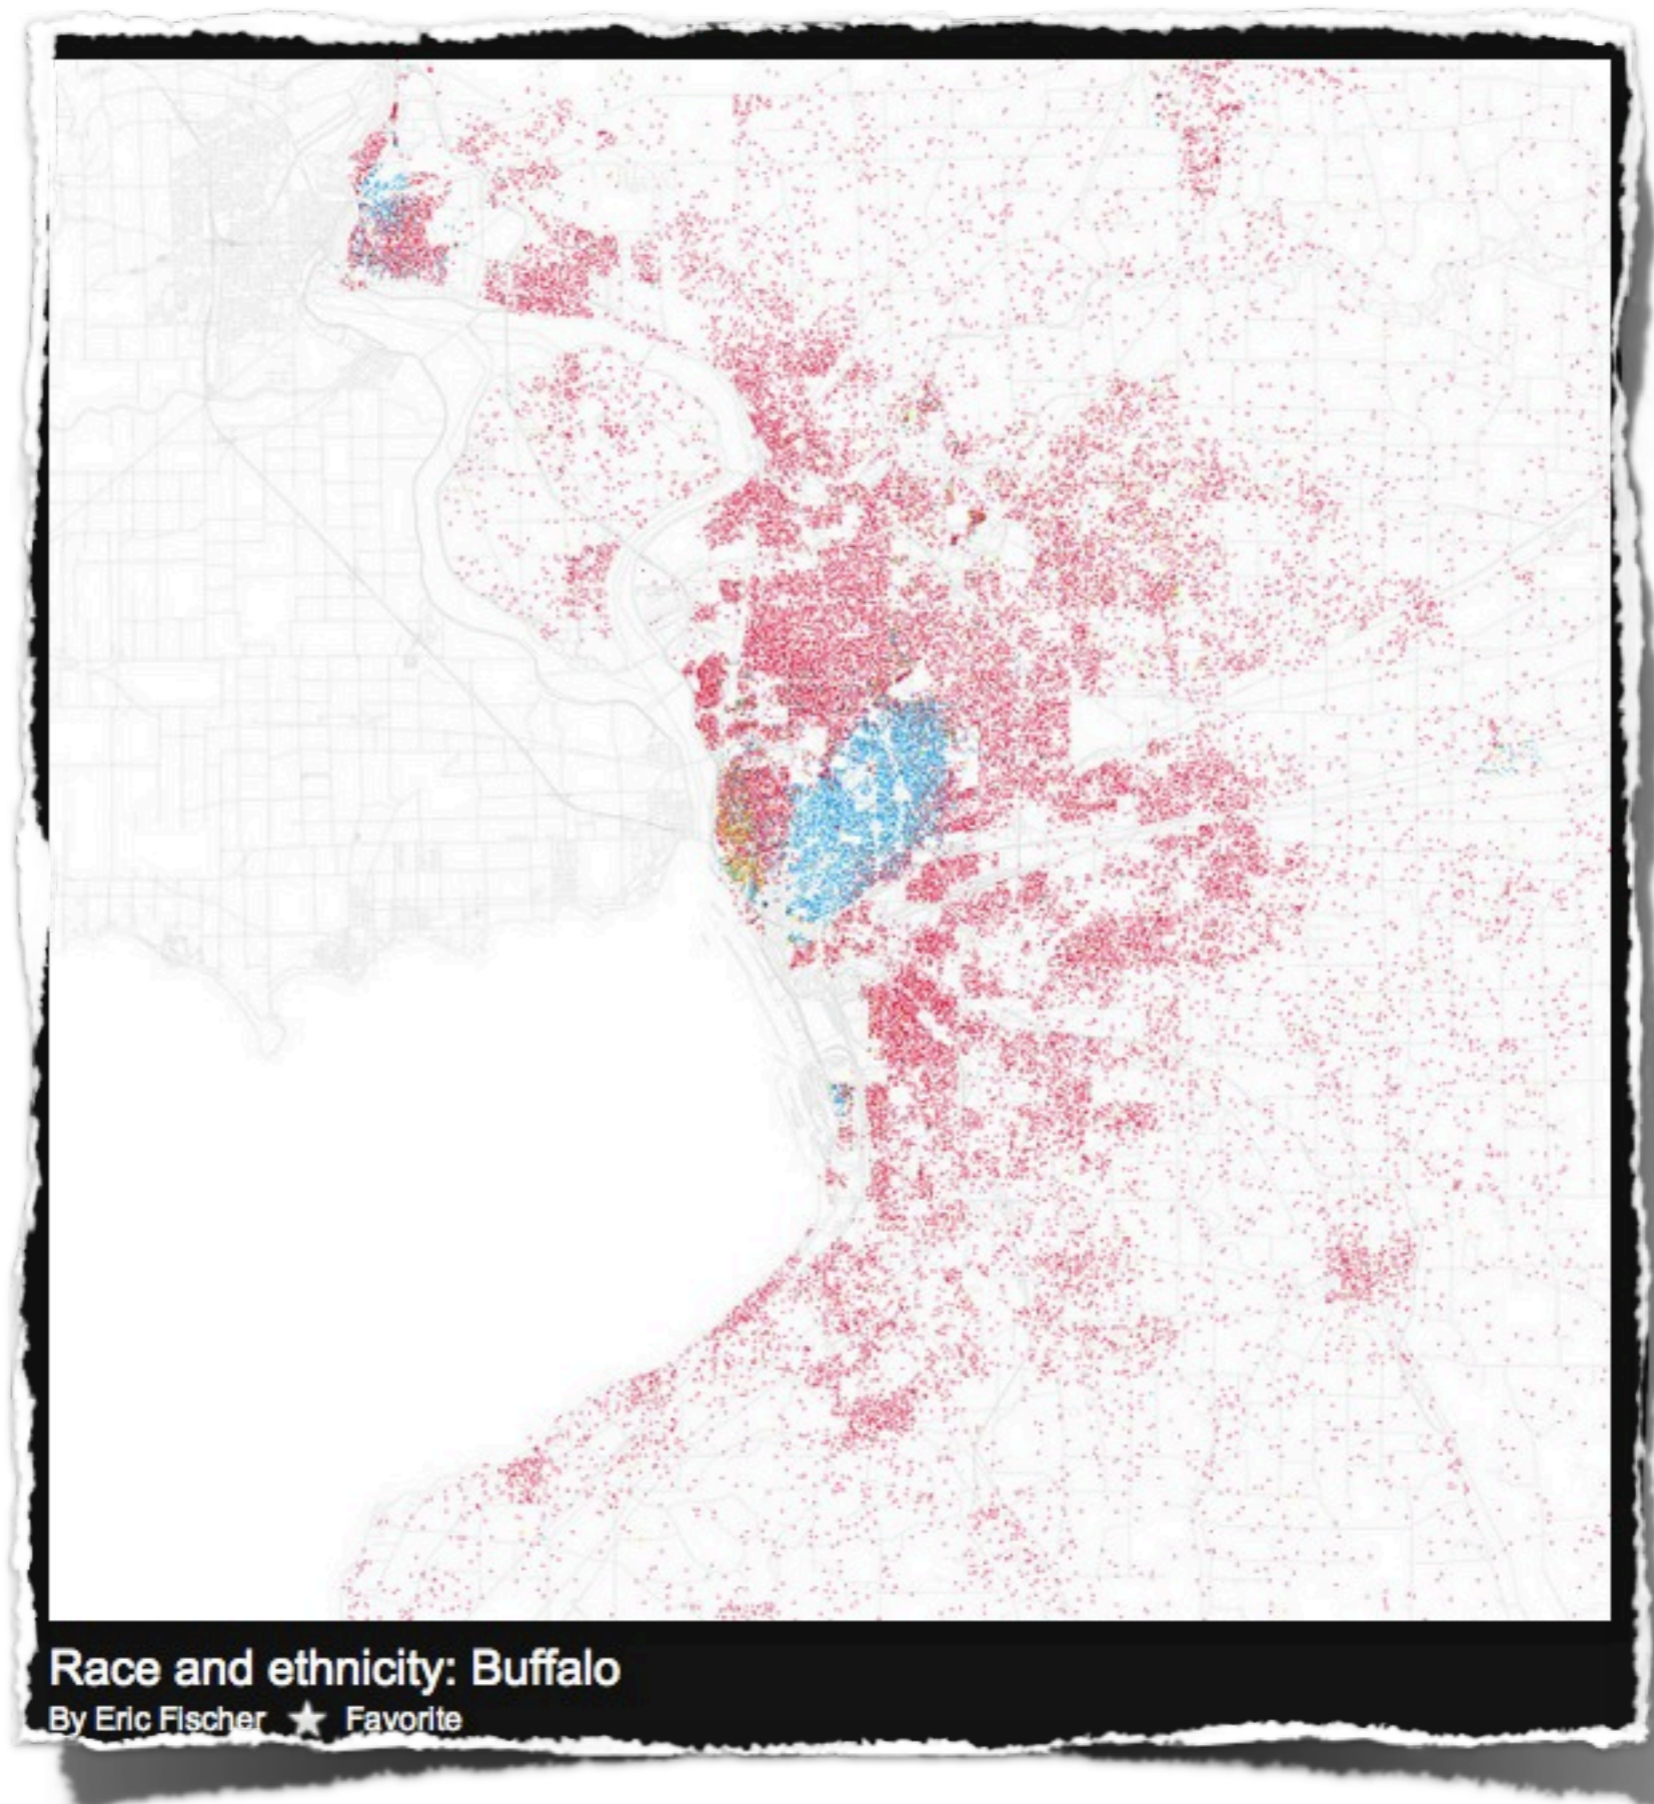 Race and ethnicity: Buffalo
By Eric Fischer ★ Favorite